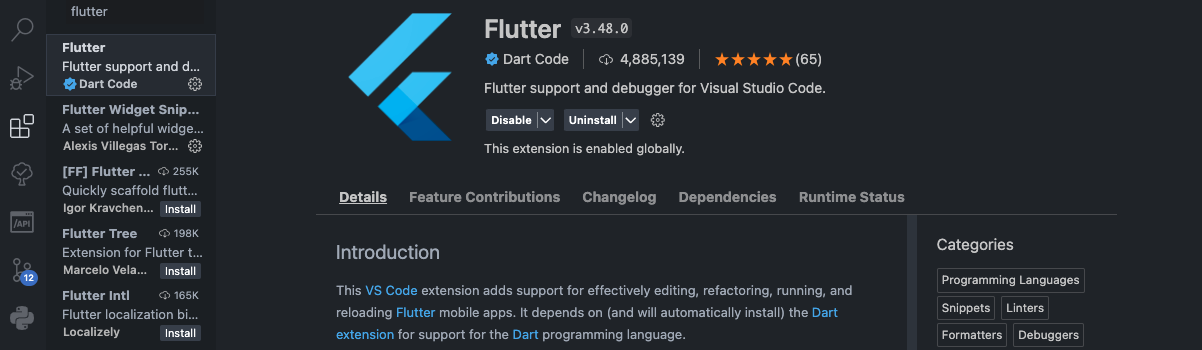 flutter
Flutter
Flutter support and d...
Dart Code
Flutter Widget Snip...
A set of helpful widge...
Alexis Villegas Tor...
[FF] Flutter ... 255K
Quickly scaffold flutt...
Igor Kravchen... Install
Flutter Tree 198K
Extension for Flutter t...
Marcelo Vela... Install
Flutter Intl 165K
Flutter localization bi...
Localizely Install
/API
12
Flutter v3.48.0
Dart Code 4,885,139 (65)
Flutter support and debugger for Visual Studio Code.
Disable Uninstall
This extension is enabled globally.
Details Feature Contributions Changelog Dependencies Runtime Status
Introduction
This VS Code extension adds support for effectively editing, refactoring, running, and
reloading Flutter mobile apps. It depends on (and will automatically install) the Dart
extension for support for the Dart programming language.
Categories
Programming Languages
Snippets Linters
Formatters Debuggers